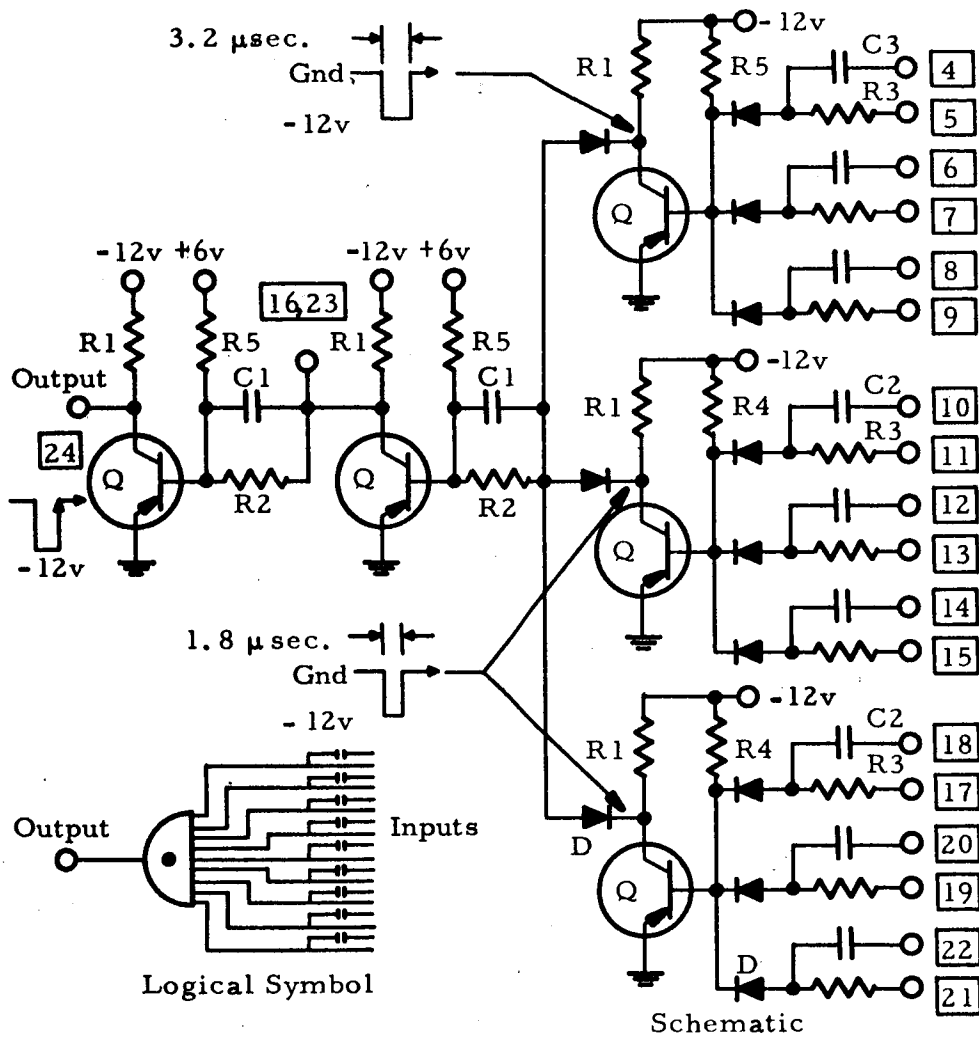 3.2 μsec.
Gnd
-12v
-12v
R1
R5
C3
4
R3
5
6
7
8
9
Q
-12v +6v
-12v +6v
16,23
R1
R5
C1
R1
R5
C1
Output
24
Q
R2
Q
R2
-12v
-12v
R1
R4
C2
10
R3
11
12
13
14
15
Q
1.8 μ sec.
Gnd
- 12v
-12v
R1
R4
C2
18
R3
17
20
19
22
D
21
D
Q
Output
Inputs
Logical Symbol
Schematic